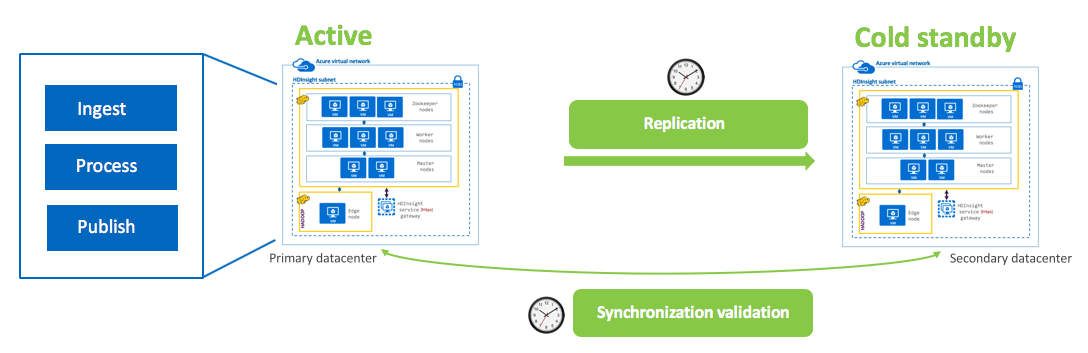 Active
Cold standby
Ingest
Process
Publish
Azure virtual network
HDInsight subnet
Zookeeper
nodes
VM
VM
VM
Worker
nodes
VM
VM
VM
Master
nodes
VM
VM
HADOOP
Edge
node
VM
HDInsight
service (https)
gateway
Primary datacenter
Replication
Azure virtual network
HDInsight subnet
Zookeeper
nodes
VM
VM
VM
Worker
nodes
VM
VM
VM
Master
nodes
VM
VM
HADOOP
Edge
node
VM
HDInsight
service (https)
gateway
Secondary datacenter
Synchronization validation